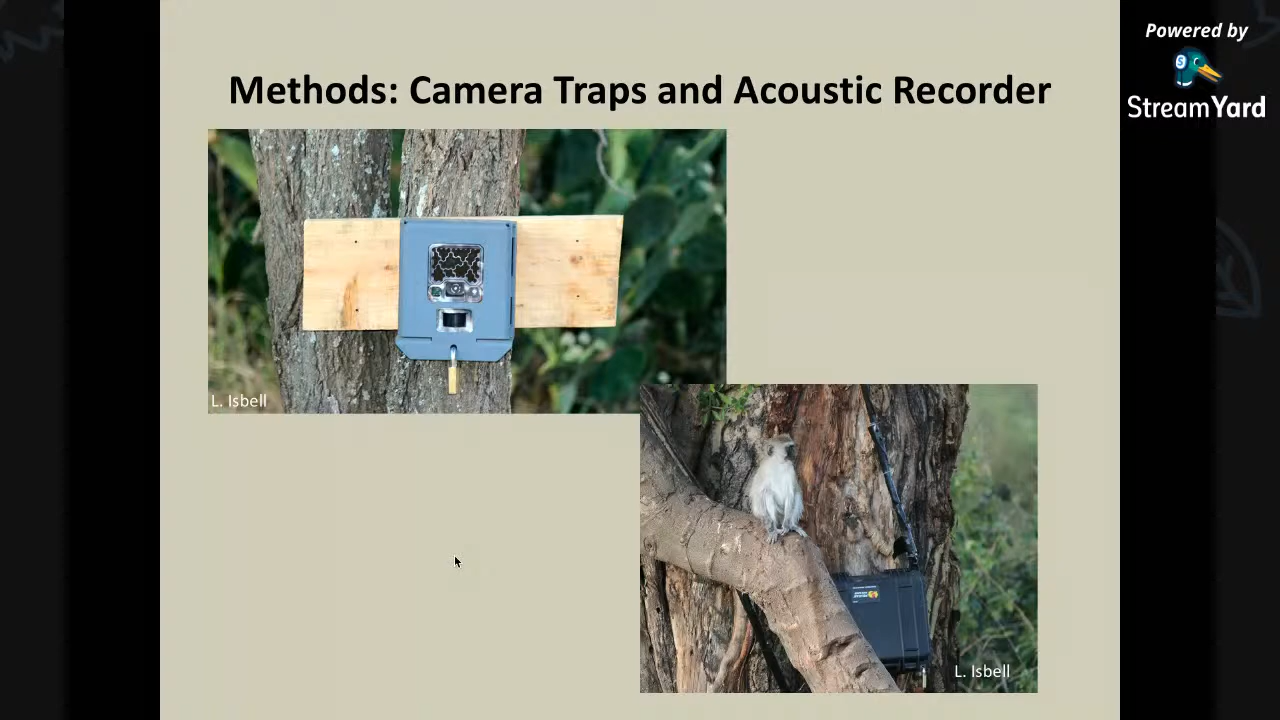 Powered by
StreamYard
Methods: Camera Traps and Acoustic Recorder
L. Isbell
L. Isbell